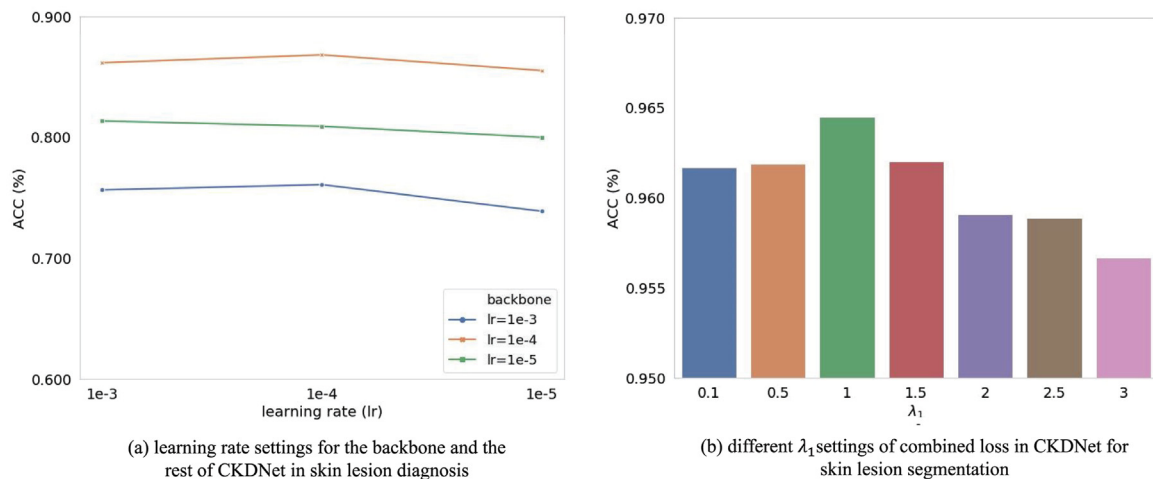 0.900
0.800
0.700
0.600
ACC (%)
backbone
lr=1e-3
lr=1e-4
lr=1e-5
1e-3 1e-4 1e-5
learning rate (lr)
(a) learning rate settings for the backbone and the
rest of CKDNet in skin lesion diagnosis
0.970
0.965
0.960
0.955
0.950
ACC (%)
0.1 0.5 1 1.5 2 2.5 3
λ1
(b) different λ1 settings of combined loss in CKDNet for
skin lesion segmentation